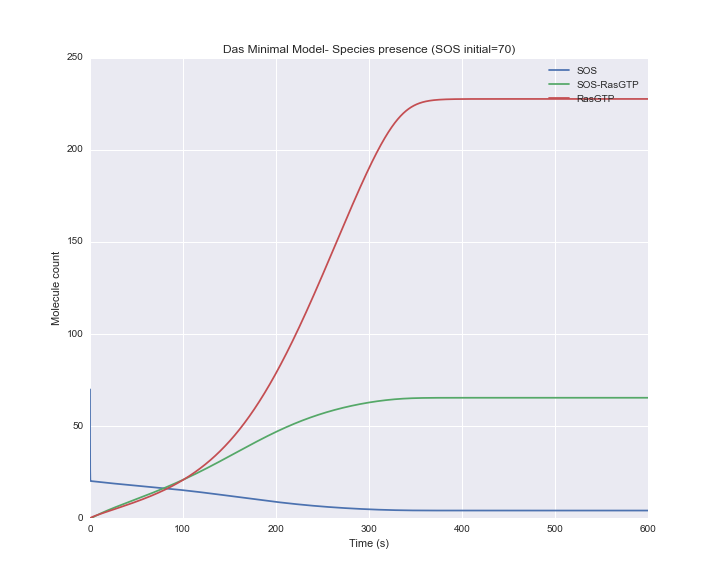 Das Minimal Model- Species presence (SOS initial=70)
250
SOS
SOS-RasGTP
RasGTP
200
150
Molecule count
100
50
0
0 100 200 300 400 500 600
Time (s)